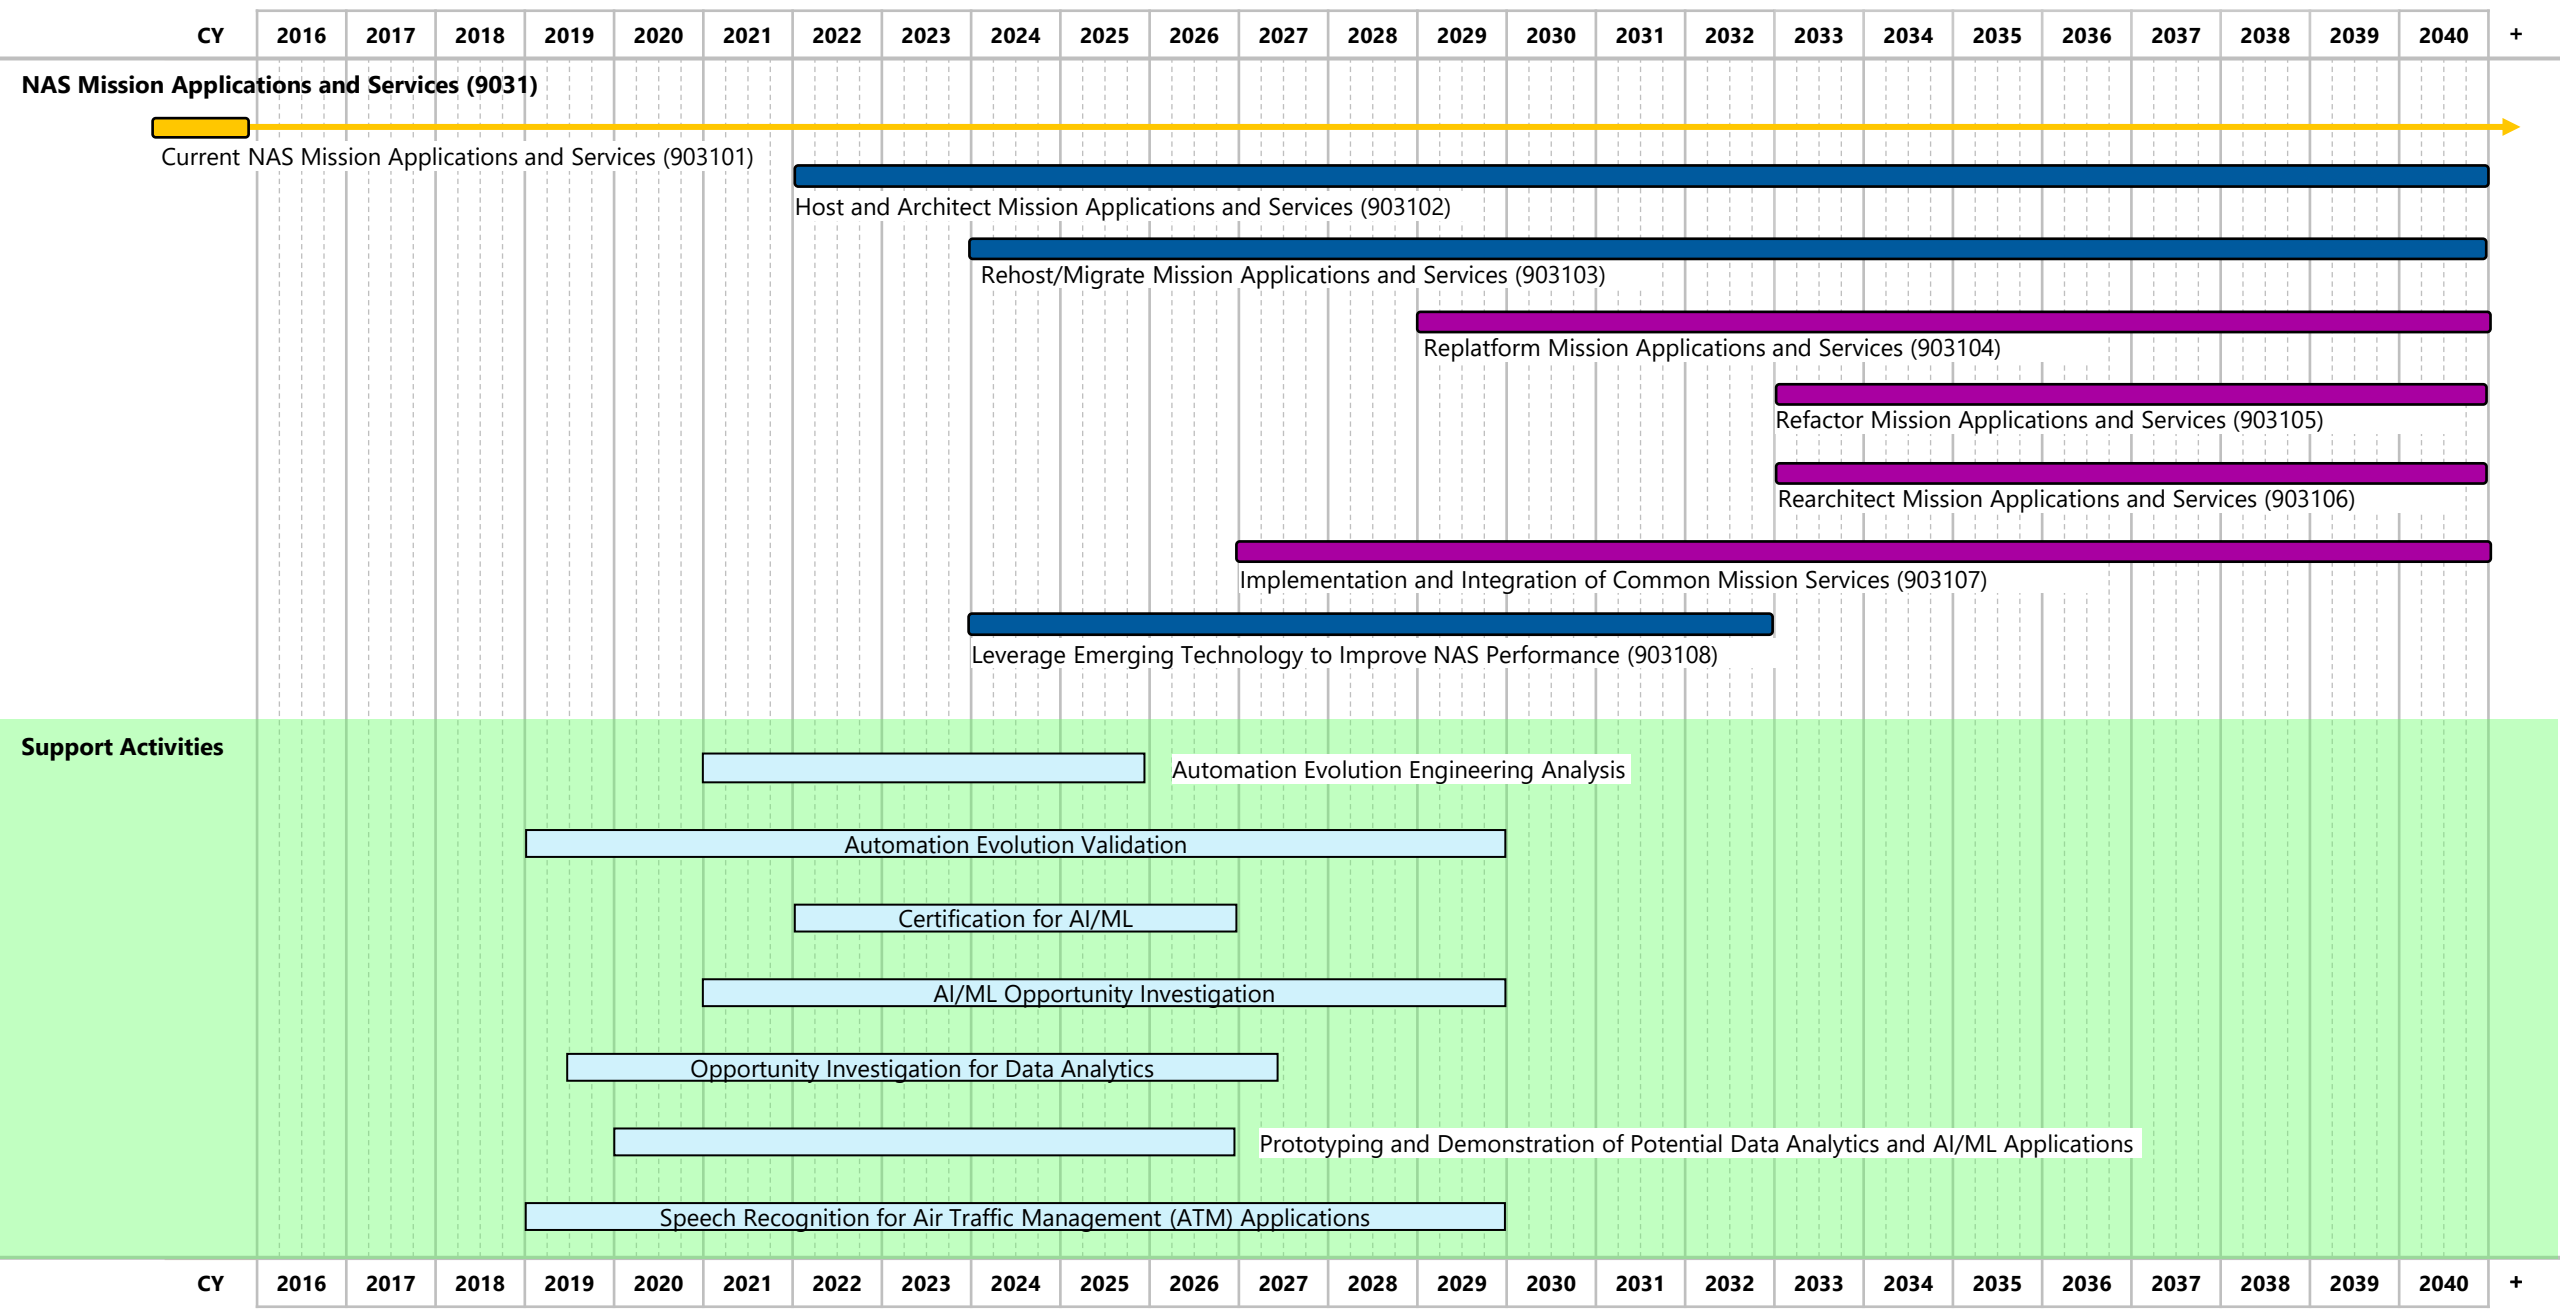 CY 2016 2017 2018 2019 2020 2021 2022 2023 2024 2025 2026 2027 2028 2029 2030 2031 2032 2033 2034 2035 2036 2037 2038 2039 2040 +
NAS Mission Applications and Services (9031)
Current NAS Mission Applications and Services (903101)
Host and Architect Mission Applications and Services (903102)
Rehost/Migrate Mission Applications and Services (903103)
Replatform Mission Applications and Services (903104)
Refactor Mission Applications and Services (903105)
Rearchitect Mission Applications and Services (903106)
Implementation and Integration of Common Mission Services (903107)
Leverage Emerging Technology to Improve NAS Performance (903108)
Support Activities
Automation Evolution Engineering Analysis
Automation Evolution Validation
Certification for AI/ML
AI/ML Opportunity Investigation
Opportunity Investigation for Data Analytics
Prototyping and Demonstration of Potential Data Analytics and AI/ML Applications
Speech Recognition for Air Traffic Management (ATM) Applications
CY 2016 2017 2018 2019 2020 2021 2022 2023 2024 2025 2026 2027 2028 2029 2030 2031 2032 2033 2034 2035 2036 2037 2038 2039 2040 +